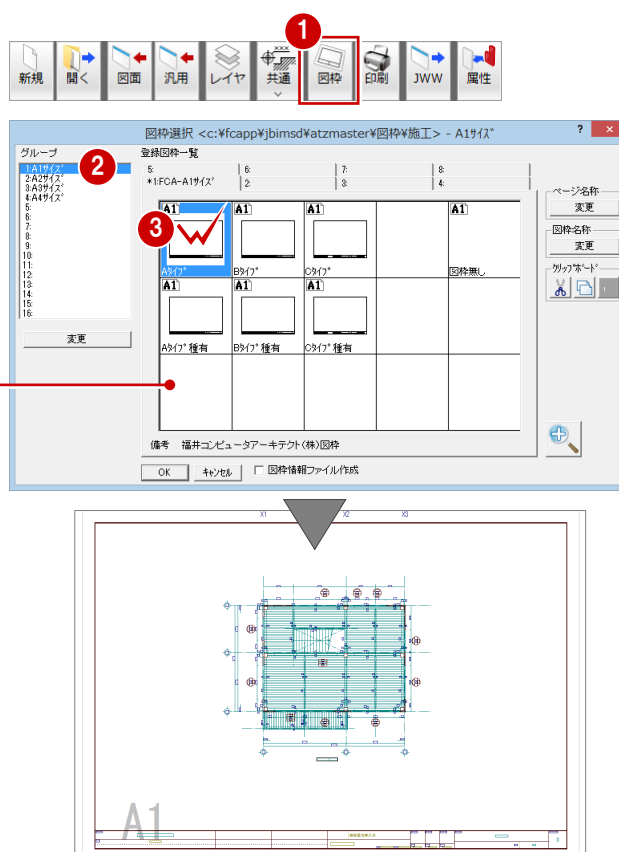 1
新規 開く 図面 汎用 レイヤ 共通 図枠 印刷 JWW 属性
図枠選択 <c:¥fcapp¥jbimsd¥atzmaster¥図枠¥施工> - A1ｻｲｽﾞ ? ×
グループ
2
1:A1ｻｲｽﾞ
2:A2ｻｲｽﾞ
3:A3ｻｲｽﾞ
4:A4ｻｲｽﾞ
5:
6:
7:
8:
9:
10:
11:
12:
13:
14:
15:
16:
変更
登録図枠一覧
5: 6: 7: 8:
*1:FCA-A1ｻｲｽﾞ 2: 3: 4:
3
A1 A1 A1 A1
Aﾀｲﾌﾟ Bﾀｲﾌﾟ Cﾀｲﾌﾟ 図枠無し
A1 A1 A1
Aﾀｲﾌﾟ種有 Bﾀｲﾌﾟ種有 Cﾀｲﾌﾟ種有
備考 福井コンピュータアーキテクト(株)図枠
OK ｷｬﾝｾﾙ 図枠情報ファイル作成
ページ名称
変更
図枠名称
変更
ｸﾘｯﾌﾟﾎﾞｰﾄﾞ
X1 X2 X3
A1